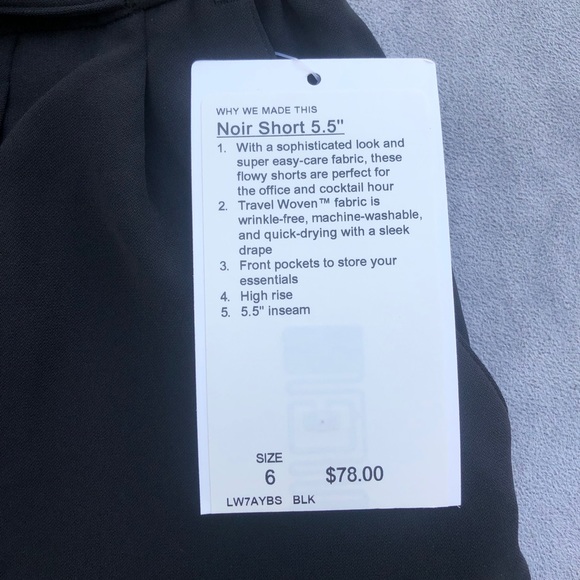 WHY WE MADE THIS
Noir Short 5.5"
1. With a sophisticated look and
super easy-care fabric, these
flowy shorts are perfect for
the office and cocktail hour
2. Travel Woven™ fabric is
wrinkle-free, machine-washable,
and quick-drying with a sleek
drape
3. Front pockets to store your
essentials
4. High rise
5. 5.5" inseam
SIZE
6 $78.00
LW7AYBS BLK